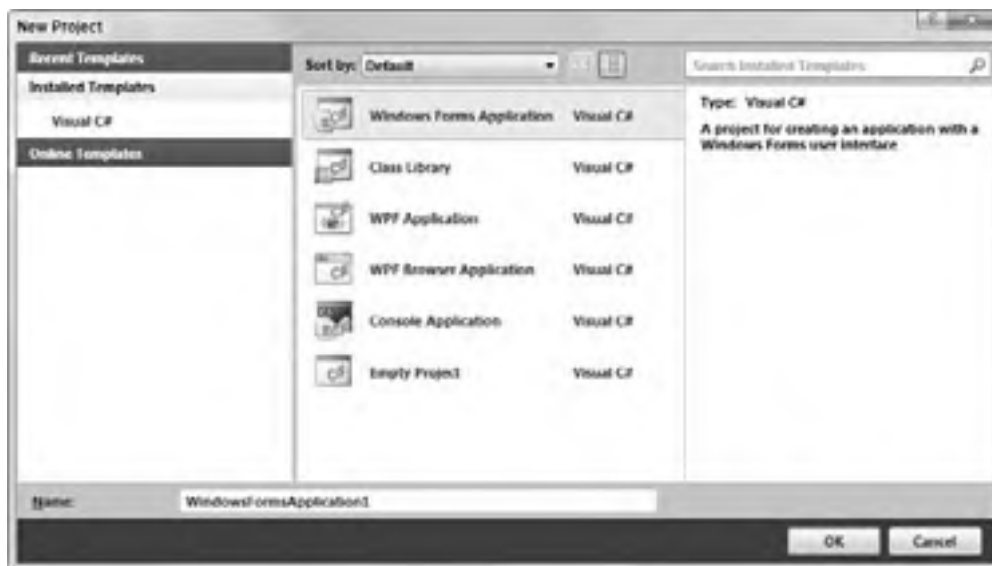 New Project
Recent Templates
Installed Templates
Visual C#
Online Templates
Sort by: Default
Windows Forms Application Visual C#
Class Library Visual C#
WPF Application Visual C#
WPF Browser Application Visual C#
Console Application Visual C#
Empty Project Visual C#
Search Installed Templates
Type: Visual C#
A project for creating an application with a
Windows Forms user interface
Name: WindowsFormsApplication1
OK Cancel